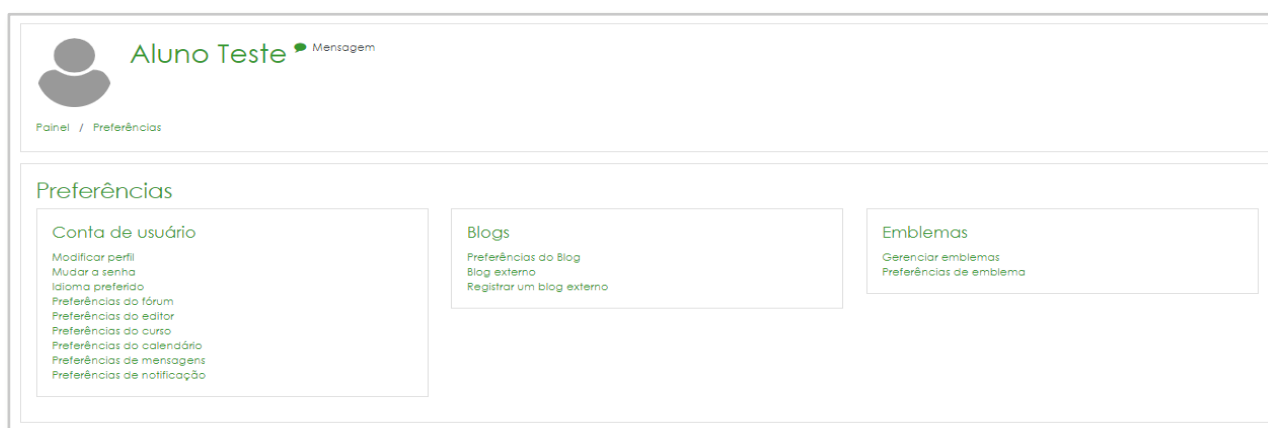 Aluno Teste Mensagem
Painel / Preferências
Preferências
Conta de usuário
Modificar perfil
Mudar a senha
Idioma preferido
Preferências do fórum
Preferências do editor
Preferências do curso
Preferências do calendário
Preferências de mensagens
Preferências de notificação
Blogs
Preferências do Blog
Blog externo
Registrar um blog externo
Emblemas
Gerenciar emblemas
Preferências de emblema